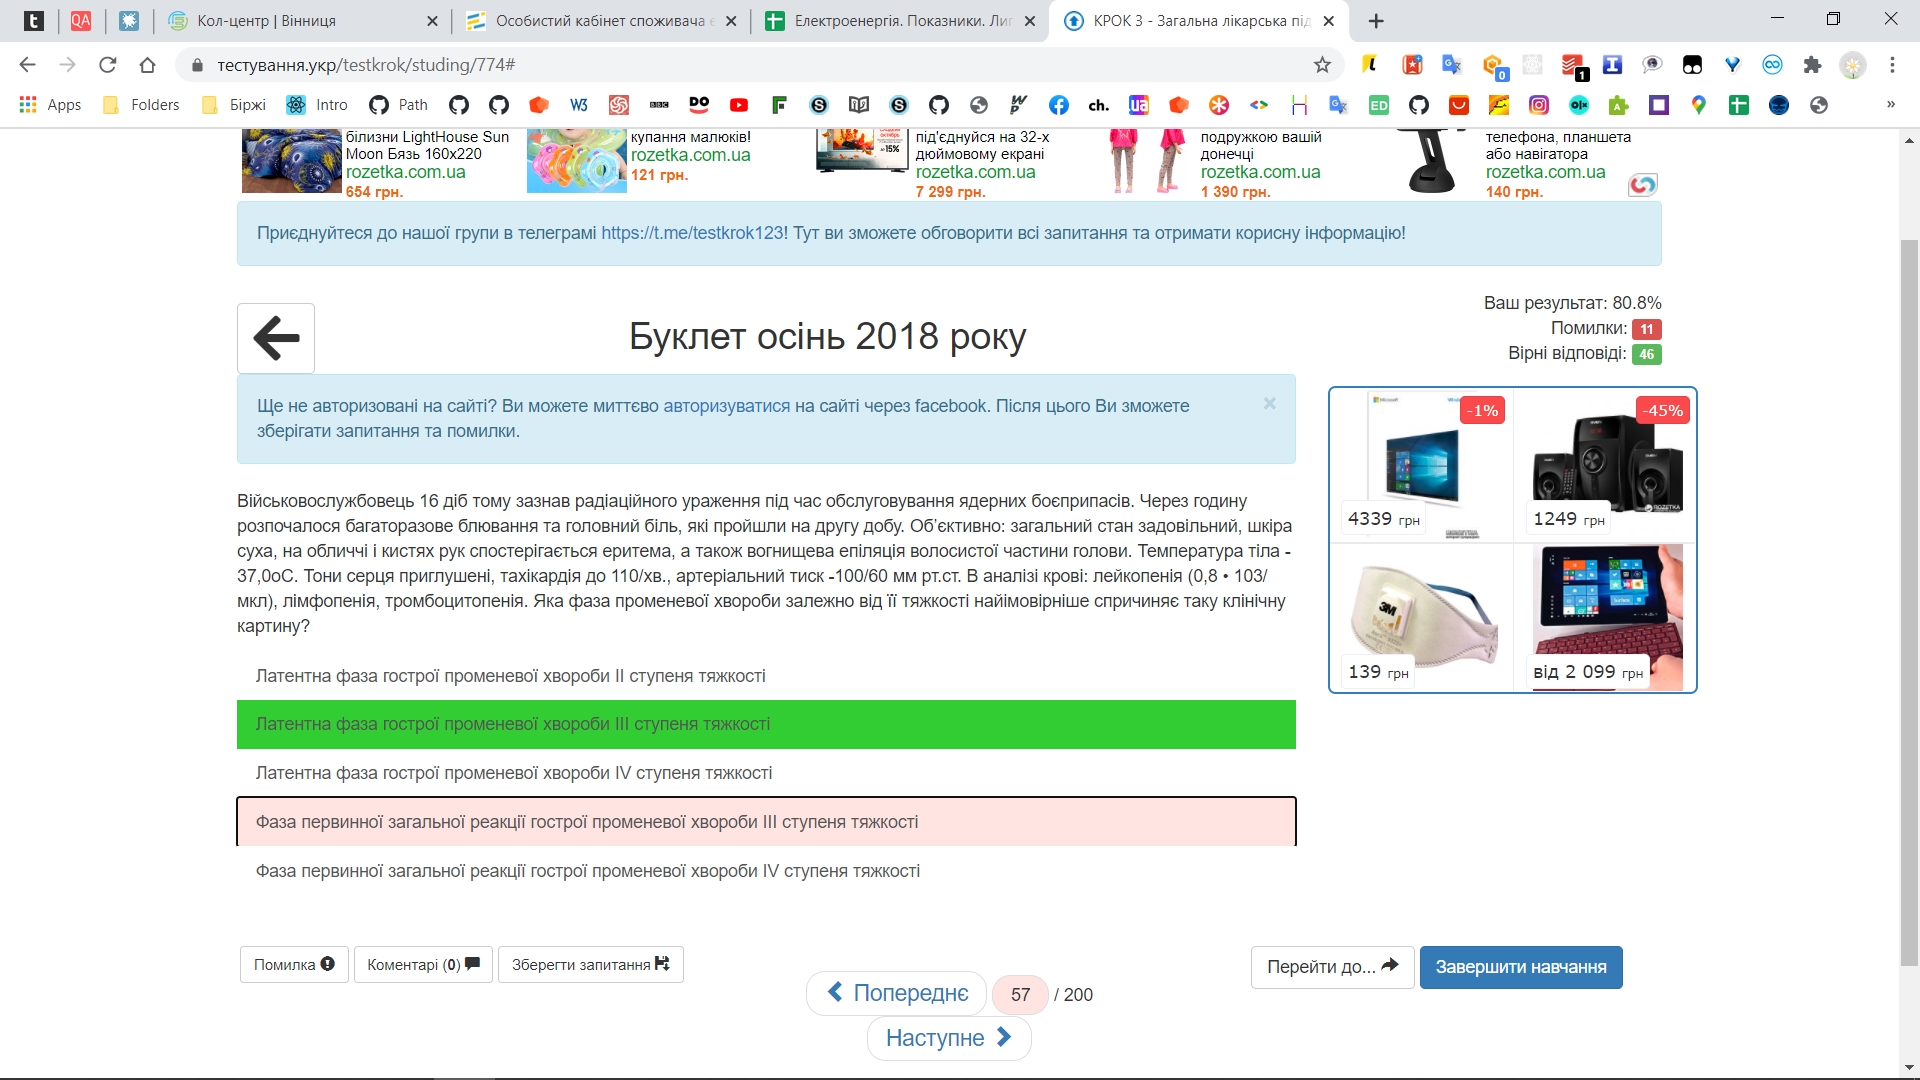 Кол-центр | Вінниця
Особистий кабінет споживача є
Електроенергія. Показники. Ли
КРОК 3 - Загальна лікарська під
тестування.укр/testkrok/studing/774#
Apps
Folders
Біржі
Intro
Path
білизни LightHouse Sun
Moon Бязь 160x220
rozetka.com.ua
654 грн.
купання малюків!
rozetka.com.ua
121 грн.
під'єднуйся на 32-х
дюймовому екрані
rozetka.com.ua
7 299 грн.
подружкою вашій
донечці
rozetka.com.ua
1 390 грн.
телефона, планшета
або навігатора
rozetka.com.ua
140 грн.
Приєднуйтеся до нашої групи в телеграмі https://t.me/testkrok123! Тут ви зможете обговорити всі запитання та отримати корисну інформацію!
Буклет осінь 2018 року
Ваш результат: 80.8%
Помилки: 11
Вірні відповіді: 46
Ще не авторизовані на сайті? Ви можете миттєво авторизуватися на сайті через facebook. Після цього Ви зможете
зберігати запитання та помилки.
-1%
-45%
4339 грн
1249 грн
139 грн
від 2 099 грн
Військовослужбовець 16 діб тому зазнав радіаційного ураження під час обслуговування ядерних боєприпасів. Через годину
розпочалося багаторазове блювання та головний біль, які пройшли на другу добу. Об'єктивно: загальний стан задовільний, шкіра
суха, на обличчі і кистях рук спостерігається еритема, а також вогнищева епіляція волосистої частини голови. Температура тіла -
37,0оС. Тони серця приглушені, тахікардія до 110/хв., артеріальний тиск -100/60 мм рт.ст. В аналізі крові: лейкопенія (0,8 • 103/
мкл), лімфопенія, тромбоцитопенія. Яка фаза променевої хвороби залежно від її тяжкості найімовірніше спричиняє таку клінічну
картину?
Латентна фаза гострої променевої хвороби II ступеня тяжкості
Латентна фаза гострої променевої хвороби III ступеня тяжкості
Латентна фаза гострої променевої хвороби IV ступеня тяжкості
Фаза первинної загальної реакції гострої променевої хвороби III ступеня тяжкості
Фаза первинної загальної реакції гострої променевої хвороби IV ступеня тяжкості
Помилка
Коментарі (0)
Зберегти запитання
Перейти до...
Завершити навчання
Попереднє
57 / 200
Наступне